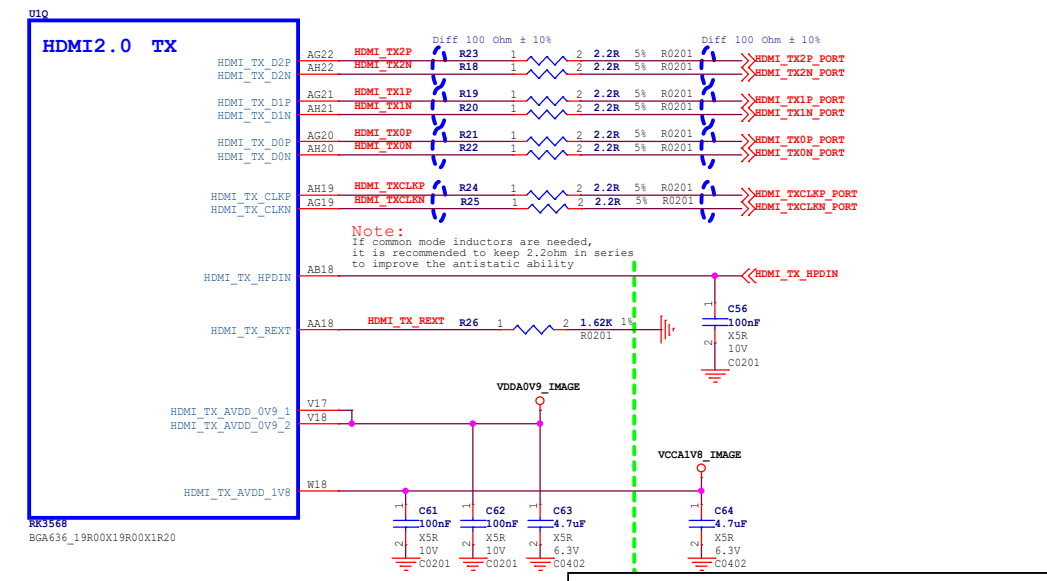 U1Q
HDMI2.0 TX
Diff 100 Ohm ± 10%
Diff 100 Ohm ± 10%
HDMI_TX_D2P AG22 HDMI_TX2P R23 1 2 2.2R 5% R0201 HDMI_TX2P_PORT
HDMI_TX_D2N AH22 HDMI_TX2N R18 1 2 2.2R 5% R0201 HDMI_TX2N_PORT
HDMI_TX_D1P AG21 HDMI_TX1P R19 1 2 2.2R 5% R0201 HDMI_TX1P_PORT
HDMI_TX_D1N AH21 HDMI_TX1N R20 1 2 2.2R 5% R0201 HDMI_TX1N_PORT
HDMI_TX_D0P AG20 HDMI_TX0P R21 1 2 2.2R 5% R0201 HDMI_TX0P_PORT
HDMI_TX_D0N AH20 HDMI_TX0N R22 1 2 2.2R 5% R0201 HDMI_TX0N_PORT
HDMI_TX_CLKP AH19 HDMI_TXCLKP R24 1 2 2.2R 5% R0201 HDMI_TXCLKP_PORT
HDMI_TX_CLKN AG19 HDMI_TXCLKN R25 1 2 2.2R 5% R0201 HDMI_TXCLKN_PORT
Note:
If common mode inductors are needed,
it is recommended to keep 2.2ohm in series
to improve the antistatic ability
HDMI_TX_HPDIN AB18 HDMI_TX_HPDIN
1
C56
100nF
X5R
2
10V
C0201
HDMI_TX_REXT AA18 HDMI_TX_REXT R26 1 2 1.62K 1%
R0201
VDDA0V9_IMAGE
HDMI_TX_AVDD_0V9_1 V17
HDMI_TX_AVDD_0V9_2 V18
VCCA1V8_IMAGE
HDMI_TX_AVDD_1V8 W18
1 C61 1 C62 1 C63 1 C64
100nF 100nF 4.7uF 4.7uF
X5R X5R X5R X5R
2 10V 2 10V 2 6.3V 2 6.3V
C0201 C0201 C0402 C0402
RK3568
BGA636_19R00X19R00X1R20